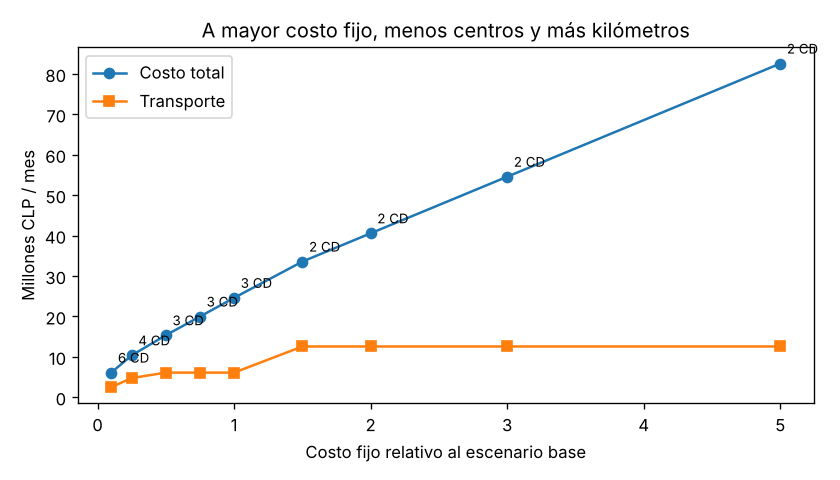 A mayor costo fijo, menos centros y más kilómetros
Costo total
Transporte
Millones CLP / mes
80
70
60
50
40
30
20
10
0
6 CD
4 CD
3 CD
3 CD
3 CD
2 CD
2 CD
2 CD
2 CD
0
1
2
3
4
5
Costo fijo relativo al escenario base